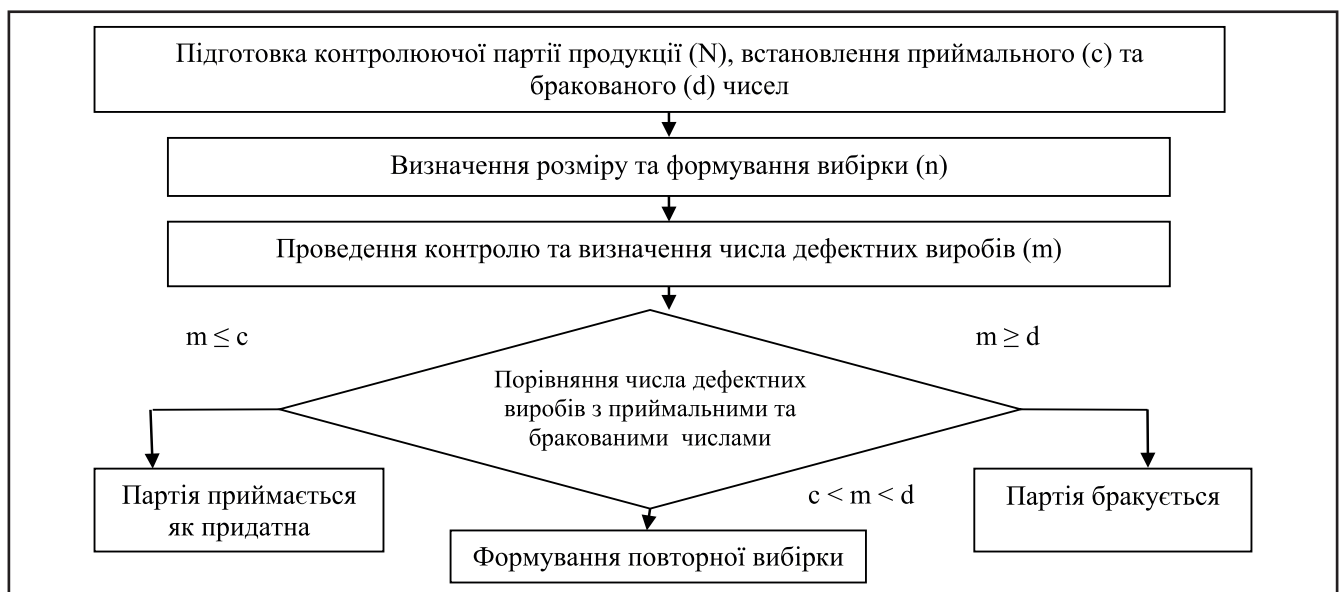 Підготовка контролюючої партії продукції (N), встановлення приймального (c) та
бракованого (d) чисел
Визначення розміру та формування вибірки (n)
Проведення контролю та визначення числа дефектних виробів (m)
m ≤ c
m ≥ d
Порівняння числа дефектних
виробів з приймальними та
бракованими числами
c < m < d
Партія приймається
як придатна
Партія бракується
Формування повторної вибірки